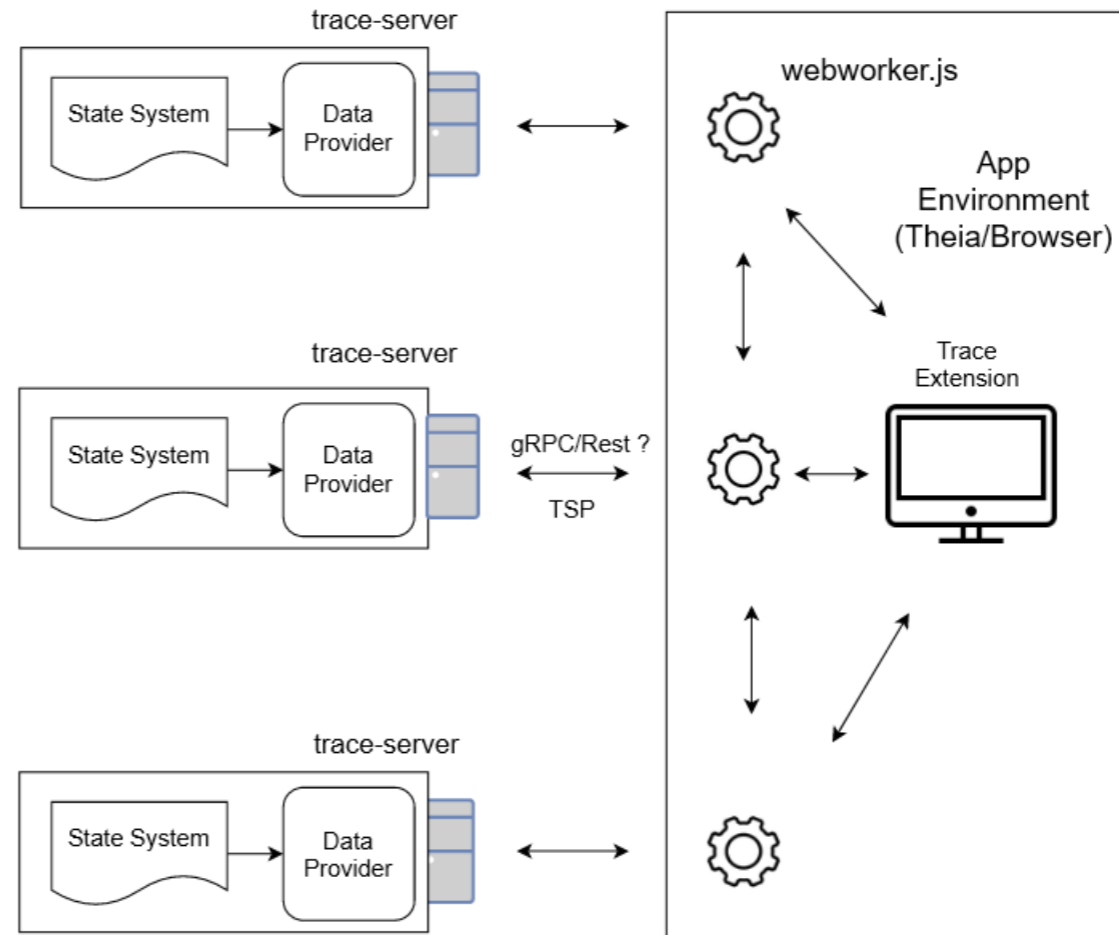 trace-server
State System
Data
Provider
webworker.js
App
Environment
(Theia/Browser)
trace-server
State System
Data
Provider
gRPC/Rest ?
TSP
Trace
Extension
trace-server
State System
Data
Provider